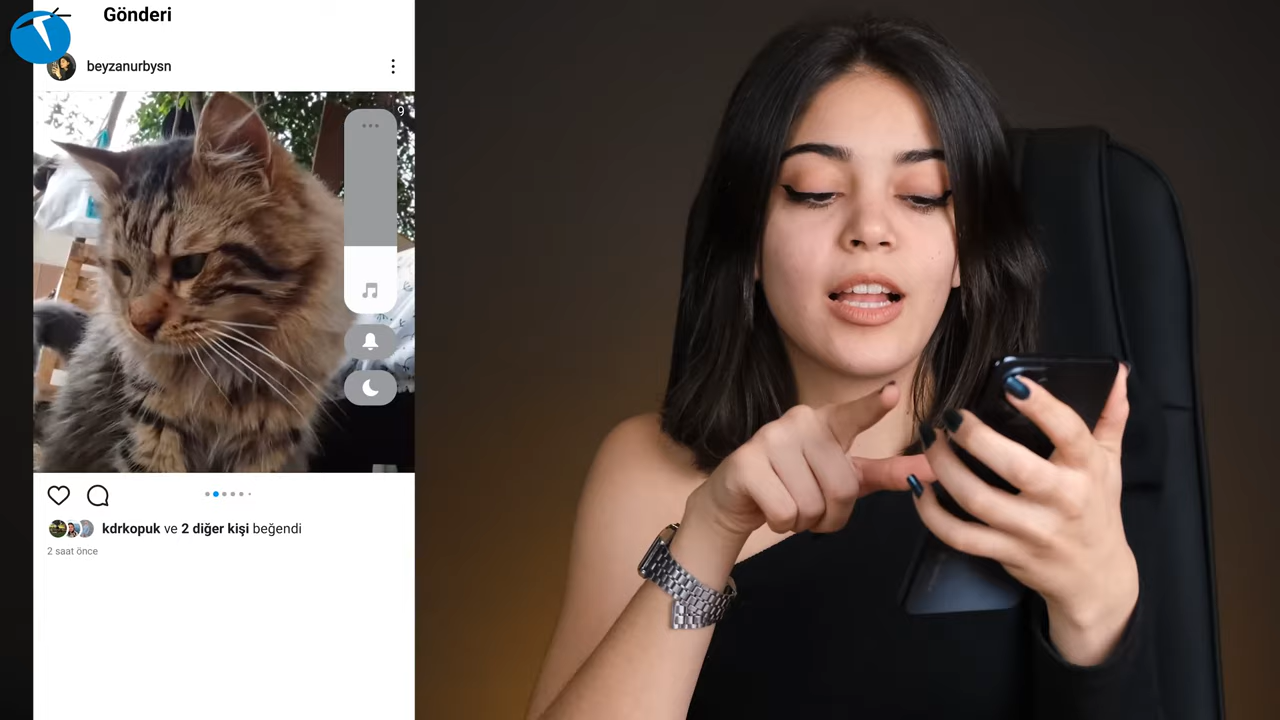 Gönderi
beyzanurbysn
9
kdrkopuk ve 2 diğer kişi beğendi
2 saat önce